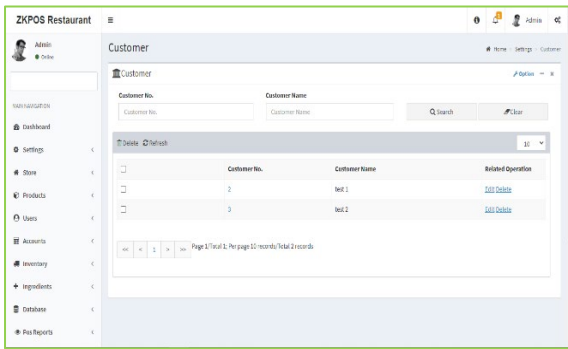 ZKPOS Restaurant
Admin
Admin
Online
Customer
Home > Settings > Customer
Customer
Option
Customer No.
Customer Name
Customer No.
Customer Name
Search
Clear
MAIN NAVIGATION
Dashboard
Settings
Store
Products
Users
Accounts
Inventory
Ingredients
Database
Pos Reports
Delete Refresh
10
Customer No. Customer Name Related Operation
2 test 1 Edit Delete
3 test 2 Edit Delete
<< < 1 > >> Page 1/Total 1; Per page 10 records/Total 2 records